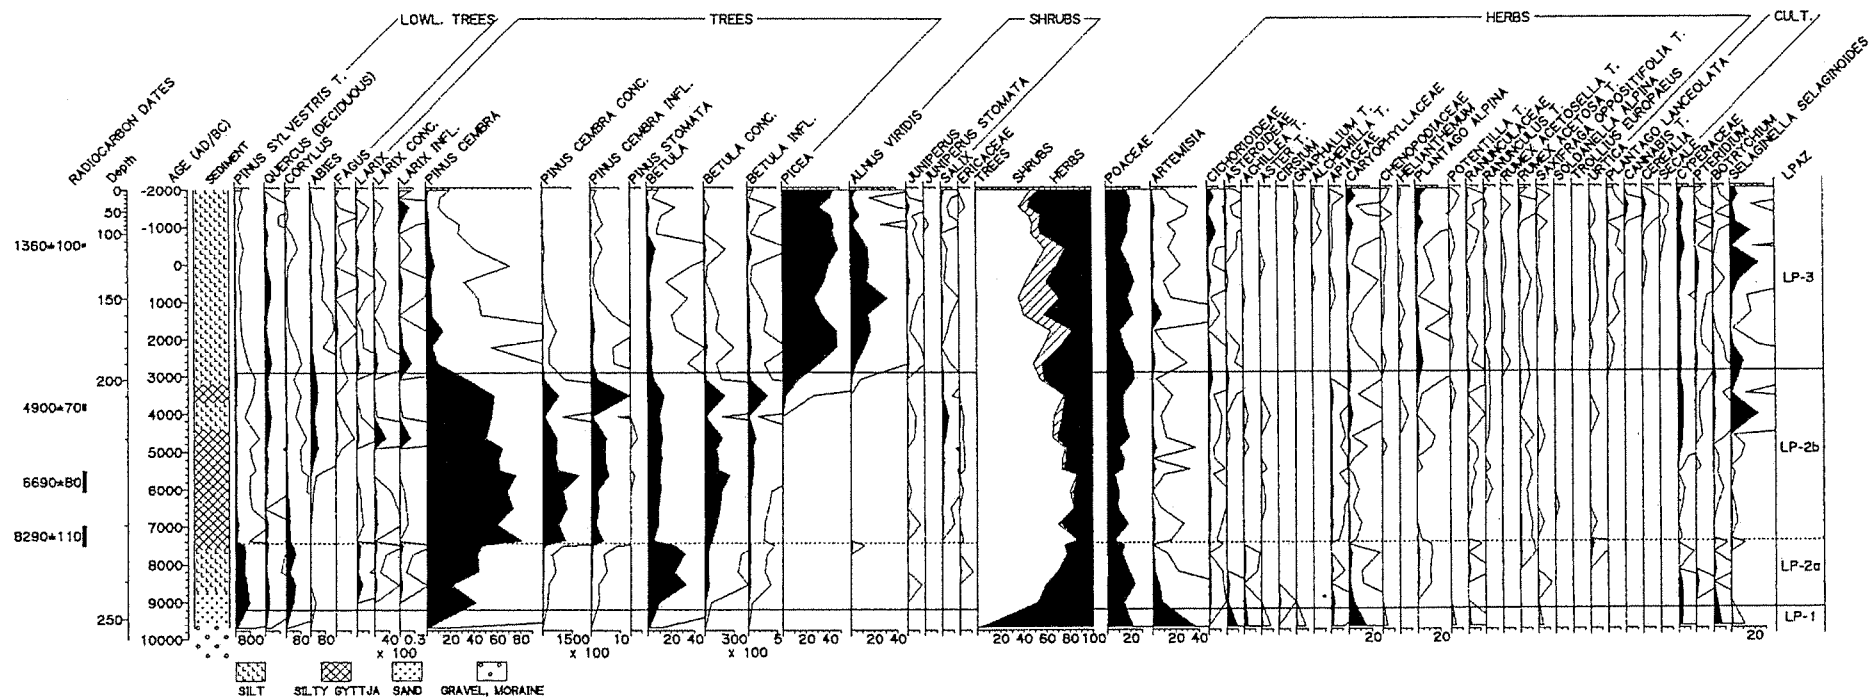 LOWL. TREES TREES SHRUBS HERBS CULT.
RADIOCARBON DATES
Depth
AGE (AD/BC)
SEDIMENT
PINUS SYLVESTRIS T.
QUERCUS (DECIDUOUS)
CORYLUS
ABIES
FAGUS
LARIX
LARIX CONC.
LARIX INFL.
PINUS CEMBRA
PINUS CEMBRA CONC.
PINUS CEMBRA INFL.
PINUS STOMATA
BETULA
BETULA CONC.
BETULA INFL.
PICEA
ALNUS VIRIDIS
JUNIPERUS
JUNIPERUS STOMATA
SALIX
ERICACEAE
TREES
SHRUBS
HERBS
POACEAE
ARTEMISIA
CICHORIOIDEAE
ASTEROIDEAE
ACHILLEA T.
ASTER T.
CIRSIUM
GNAPHALIUM T.
ALCHEMILLA T.
APIACEAE
CARYOPHYLLACEAE
CHENOPODIACEAE
HELIANTHEMUM
PLANTAGO ALPINA
POTENTILLA T.
RANUNCULACEAE
RANUNCULUS T.
RUMEX ACETOSELLA T.
RUMEX ACETOSA T.
SAXIFRAGA OPPOSITIFOLIA T.
SOLDANELLA ALPINA
TROLLIUS EUROPAEUS
URTICA
PLANTAGO LANCEOLATA
CANNABIS T.
CEREALIA
SECALE
CYPERACEAE
PTERIDIUM
BOTRYCHIUM
SELAGINELLA SELAGINOIDES
LPAZ
0 -2000
50
-1000
100
1360±100
0
LP-3
150 1000
2000
200 3000
4900±70 4000
5000
LP-2b
6690±80 6000
7000
8290±110
8000
LP-2a
9000
250
LP-1
10000
800 80 80 40 0.3 20 40 60 80 1500 10 20 40 300 5 20 40 20 40 20 40 60 80 100 20 20 40 20 20 20
x 100 x 100 x 100
SILT SILTY GYTTJA SAND GRAVEL, MORAINE